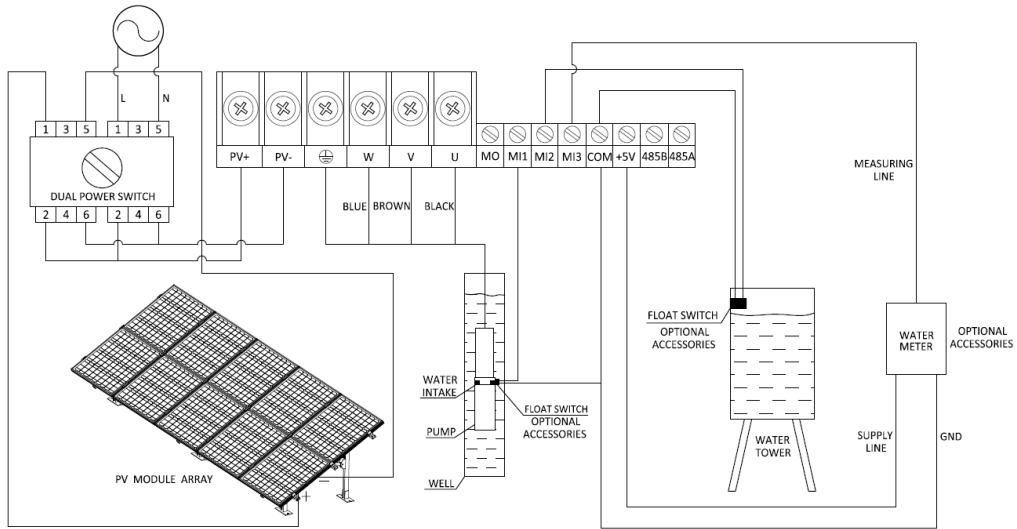 L N
1 3 5 1 3 5
DUAL POWER SWITCH
2 4 6 2 4 6
PV+ PV- W V U
MO MI1 MI2 MI3 COM +5V 485B 485A
BLUE BROWN BLACK
MEASURING
LINE
FLOAT SWITCH
OPTIONAL
ACCESSORIES
WATER
METER
OPTIONAL
ACCESSORIES
WATER
INTAKE
FLOAT SWITCH
OPTIONAL
ACCESSORIES
PUMP
WELL
WATER
TOWER
SUPPLY
LINE
GND
PV MODULE ARRAY
+ −